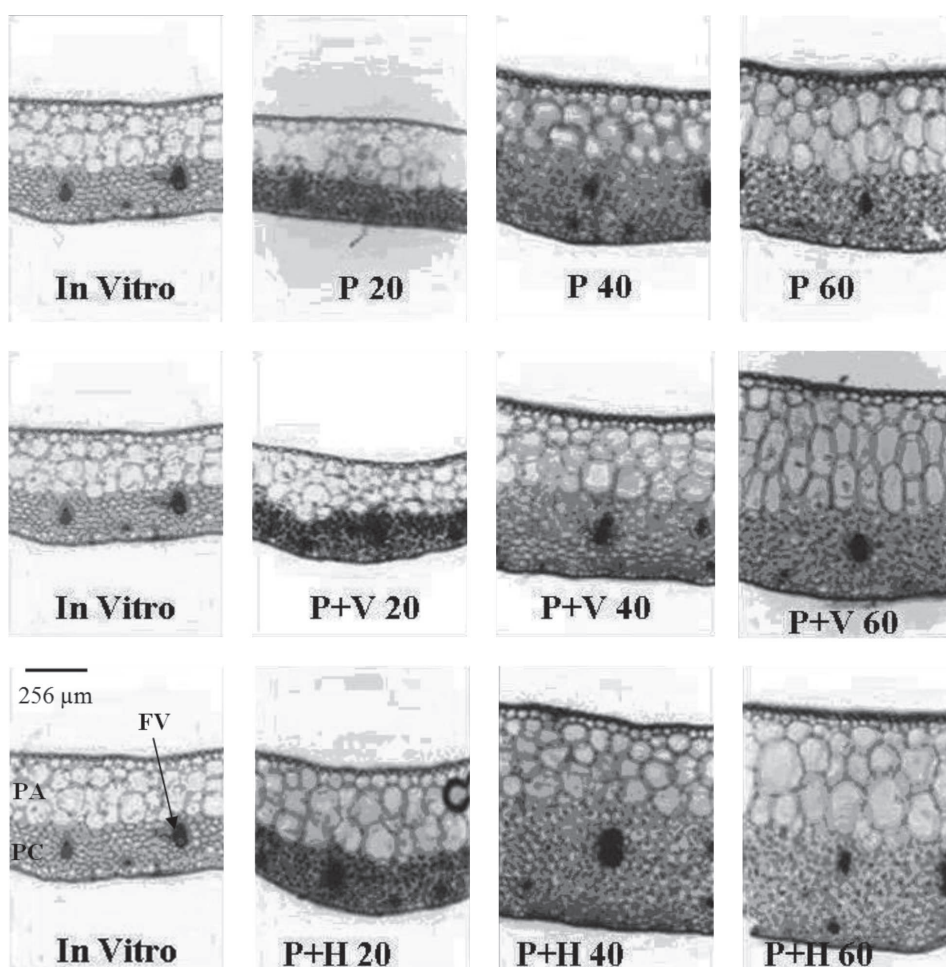 In Vitro
P 20
P 40
P 60
In Vitro
P+V 20
P+V 40
P+V 60
256 µm
FV
PA
PC
In Vitro
P+H 20
P+H 40
P+H 60